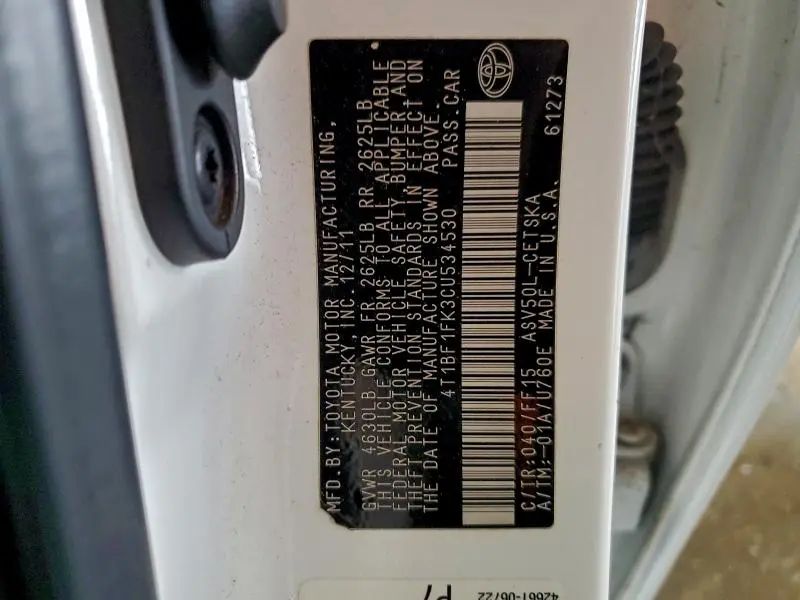 MFD. BY: TOYOTA MOTOR MANUFACTURING,
KENTUCKY, INC. 12/11
GVWR 4630LB GAWR FR 2625LB RR 2625LB
THIS VEHICLE CONFORMS TO ALL APPLICABLE
FEDERAL MOTOR VEHICLE SAFETY, BUMPER, AND
THEFT PREVENTION STANDARDS IN EFFECT ON
THE DATE OF MANUFACTURE SHOWN ABOVE.
4T1BF1FK3CU534530 PASS. CAR
C/TR: 040/FF15 ASV50L-CETSKA 61273
A/TM: -01A/U760E MADE IN U.S.A.
42661-06722